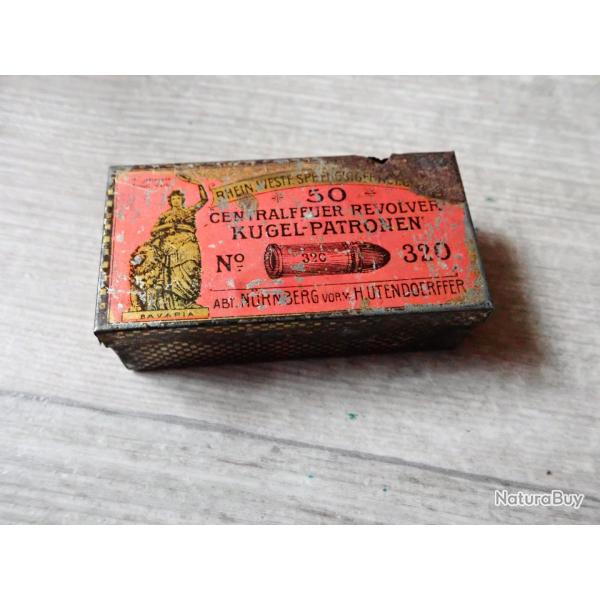 RHEIN. WESTF. SPRENGSTOFF
50
CENTRALFEUER REVOLVER
KUGEL-PATRONEN
No 320
320
ABT. NÜRNBERG VORM. H. UTENDOERFFER
BAVARIA
NaturaBuy